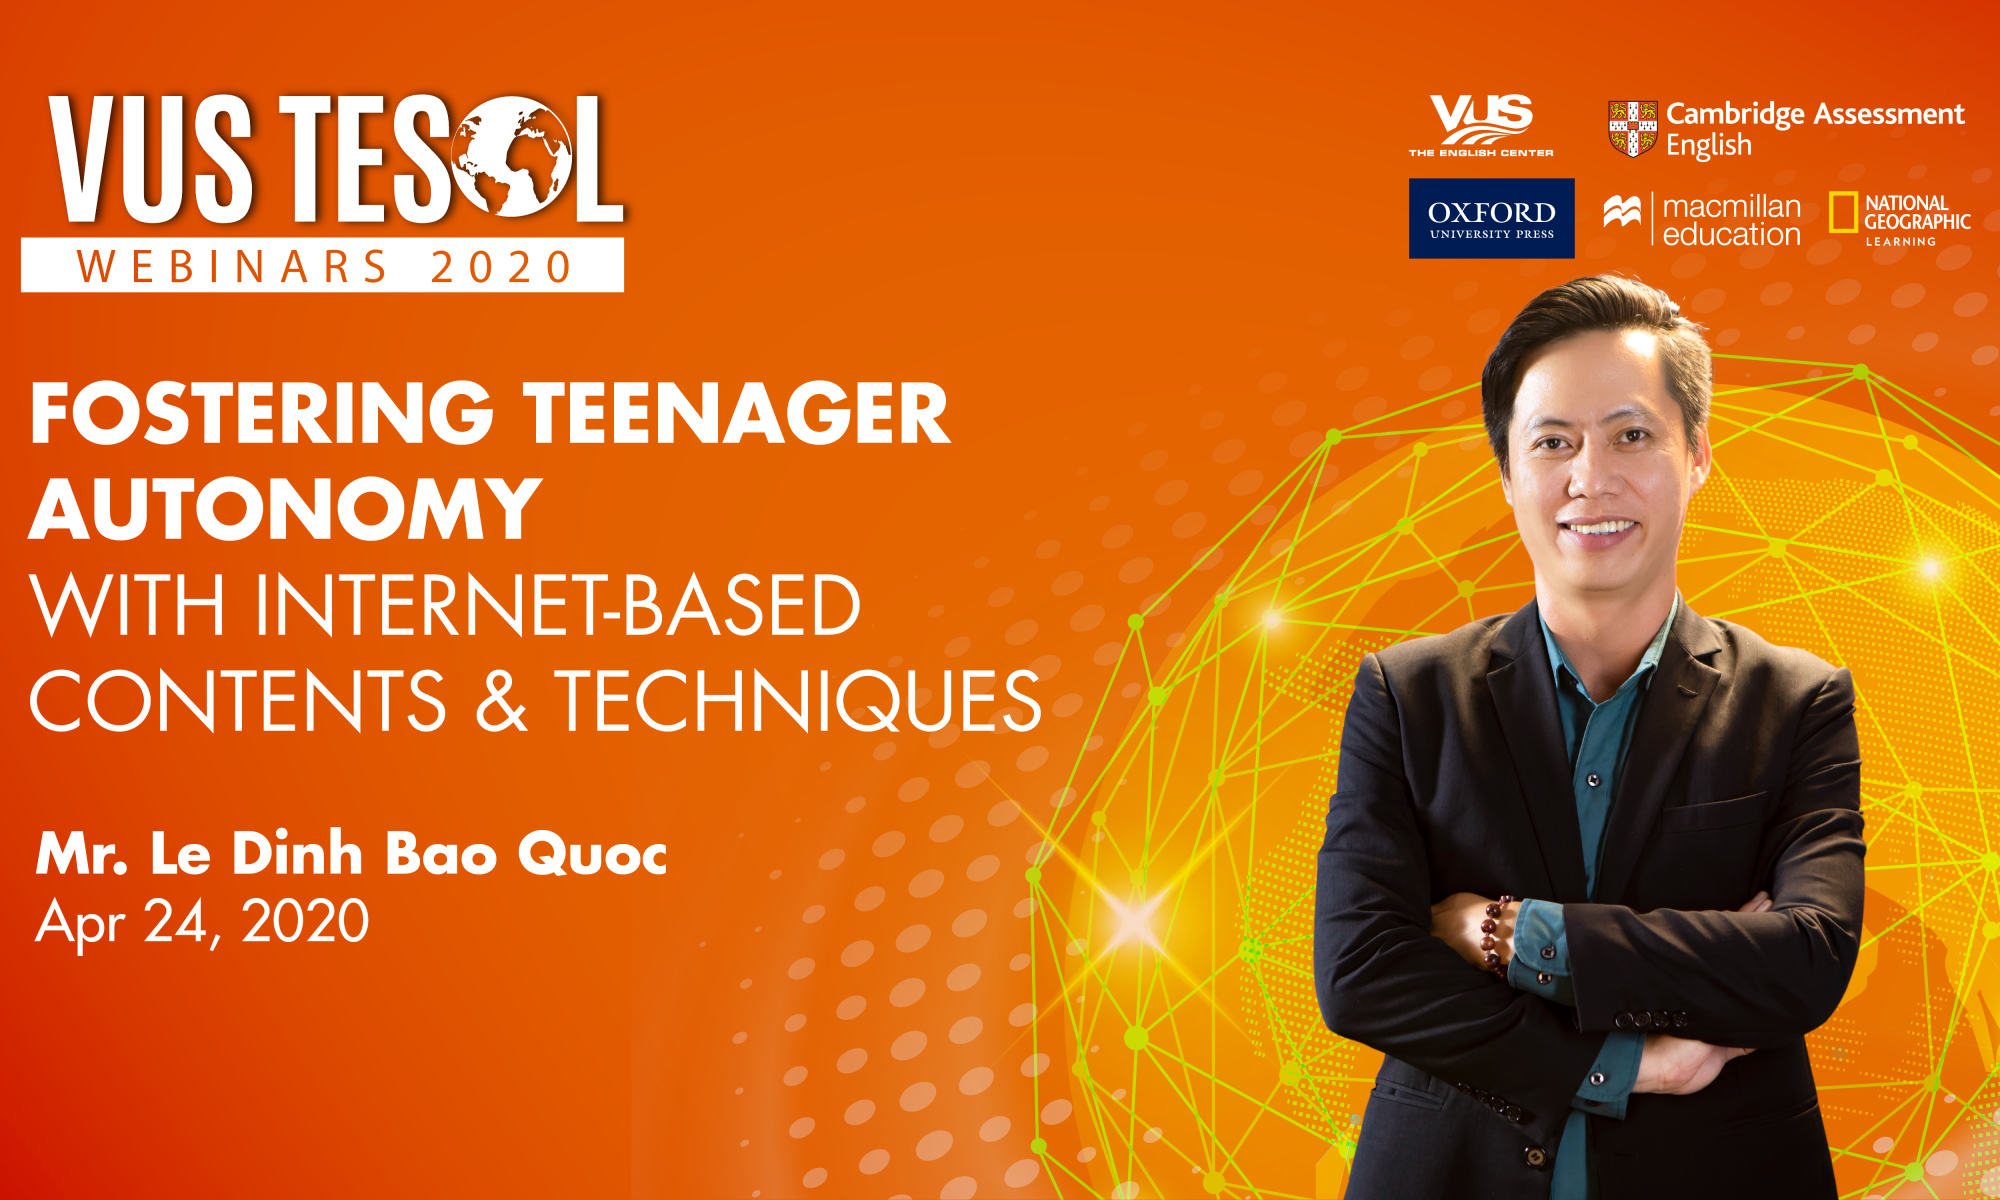 VUS TESOL
WEBINARS 2020
VUS
THE ENGLISH CENTER
Cambridge Assessment
English
OXFORD
UNIVERSITY PRESS
macmillan
education
NATIONAL
GEOGRAPHIC
LEARNING
FOSTERING TEENAGER
AUTONOMY
WITH INTERNET-BASED
CONTENTS & TECHNIQUES
Mr. Le Dinh Bao Quoc
Apr 24, 2020